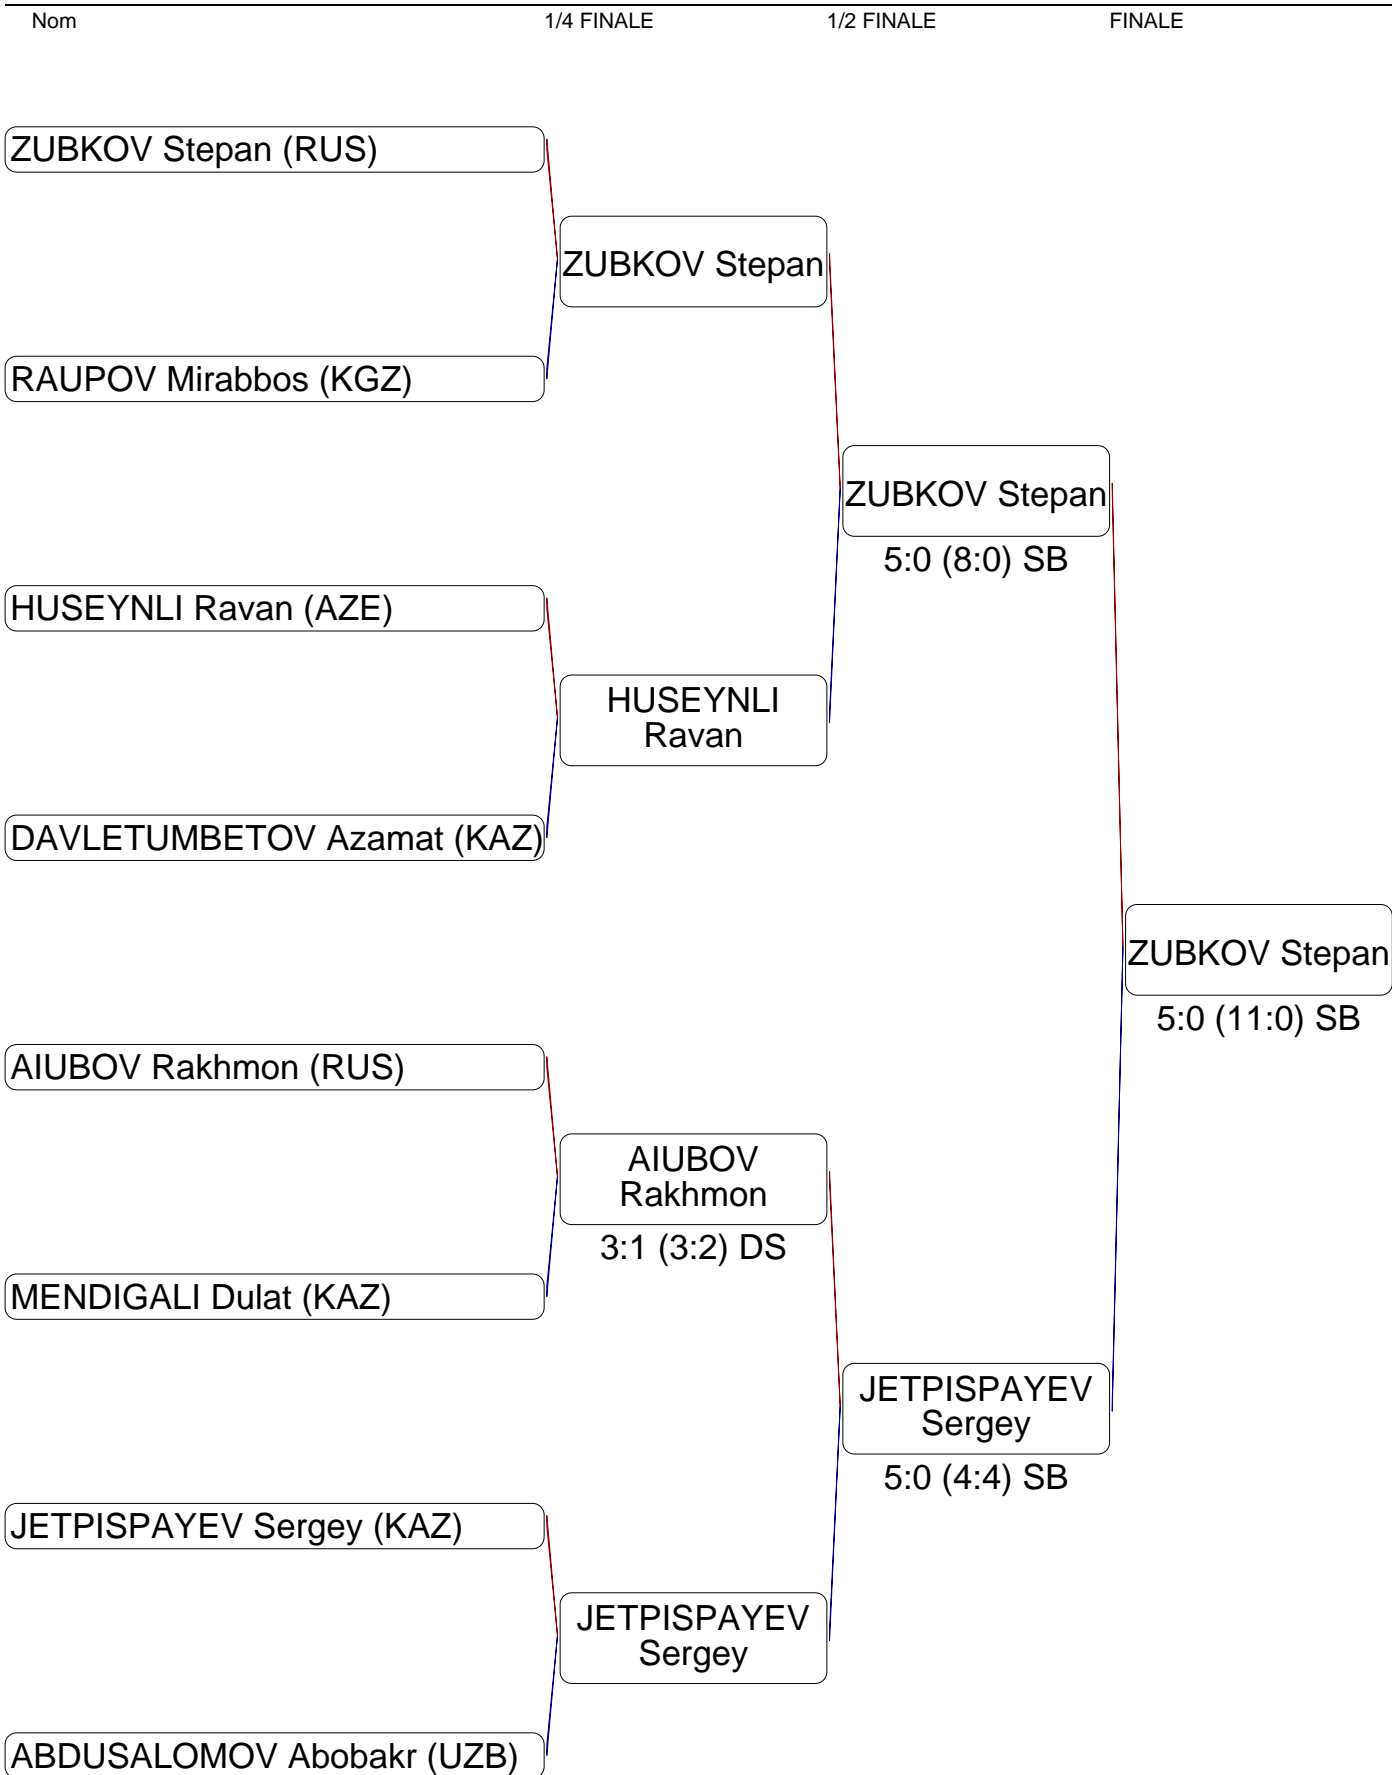 Nom 1/4 FINALE 1/2 FINALE FINALE
ZUBKOV Stepan (RUS)
ZUBKOV Stepan
RAUPOV Mirabbos (KGZ)
ZUBKOV Stepan
5:0 (8:0) SB
HUSEYNLI Ravan (AZE)
HUSEYNLI
Ravan
DAVLETUMBETOV Azamat (KAZ)
ZUBKOV Stepan
5:0 (11:0) SB
AIUBOV Rakhmon (RUS)
AIUBOV
Rakhmon
3:1 (3:2) DS
MENDIGALI Dulat (KAZ)
JETPISPAYEV
Sergey
5:0 (4:4) SB
JETPISPAYEV Sergey (KAZ)
JETPISPAYEV
Sergey
ABDUSALOMOV Abobakr (UZB)